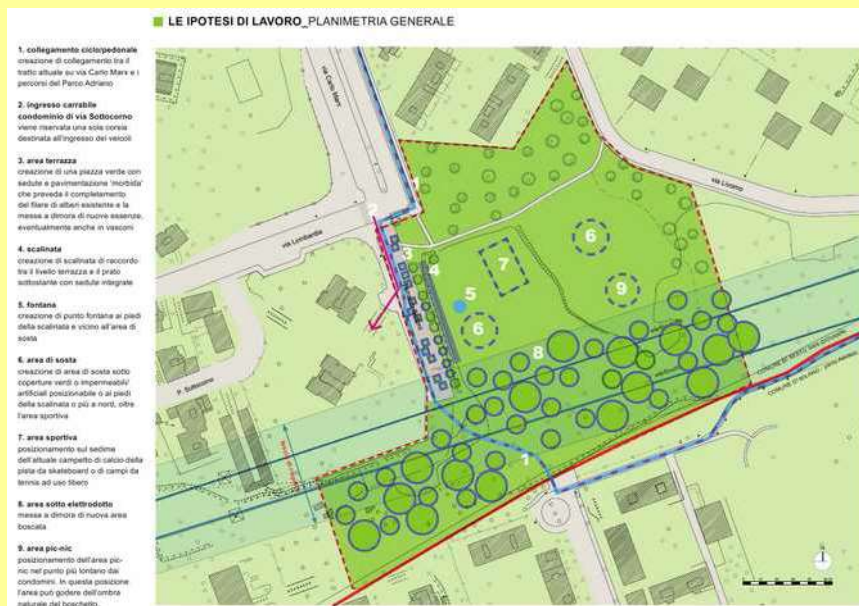 LE IPOTESI DI LAVORO_PLANIMETRIA GENERALE
1. collegamento ciclo/pedonale
creazione di collegamento tra il
tratto attuale su via Carlo Marx e i
percorsi del Parco Adriano
2. ingresso carrabile
condominio di via Sottocorno
viene riservata una sola corsia
destinata all'ingresso dei veicoli
3. area terrazza
creazione di una piazza verde con
sedute e pavimentazione 'morbida'
che preveda il completamento
del filare di alberi esistente e la
messa a dimora di nuove essenze,
eventualmente anche in vasconi
4. scalinata
creazione di scalinata di raccordo
tra il livello terrazza e il prato
sottostante con sedute integrate
5. fontana
creazione di punto fontana ai piedi
della scalinata e vicino all'area di
sosta
6. area di sosta
creazione di area di sosta sotto
coperture verdi o impermeabili/
artificiali posizionabile o ai piedi
della scalinata o più a nord, oltre
l'area sportiva
7. area sportiva
posizionamento sul sedime
dell'attuale campetto di calcio della
pista da skateboard o di campi da
tennis ad uso libero
8. area sotto elettrodotto
messa a dimora di nuova area
boscata
9. area pic-nic
posizionamento dell'area pic-
nic nel punto più lontano dai
condomini. In questa posizione
l'area può godere dell'ombra
naturale del boschetto
via Carlo Marx
via Livorno
via Lombardia
P. Sottocorno
1
2
3
4
5
6
6
7
8
9
1
COMUNE DI SESTO SAN GIOVANNI
COMUNE DI MILANO